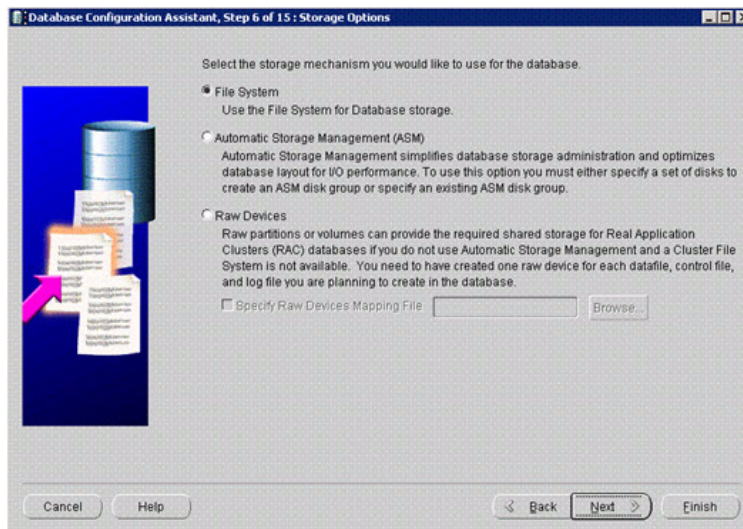 Database Configuration Assistant, Step 6 of 15 : Storage Options
Select the storage mechanism you would like to use for the database.
File System
Use the File System for Database storage.
Automatic Storage Management (ASM)
Automatic Storage Management simplifies database storage administration and optimizes
database layout for I/O performance. To use this option you must either specify a set of disks to
create an ASM disk group or specify an existing ASM disk group.
Raw Devices
Raw partitions or volumes can provide the required shared storage for Real Application
Clusters (RAC) databases if you do not use Automatic Storage Management and a Cluster File
System is not available. You need to have created one raw device for each datafile, control file,
and log file you are planning to create in the database.
Specify Raw Devices Mapping File
Browse...
Cancel
Help
Back
Next
Finish